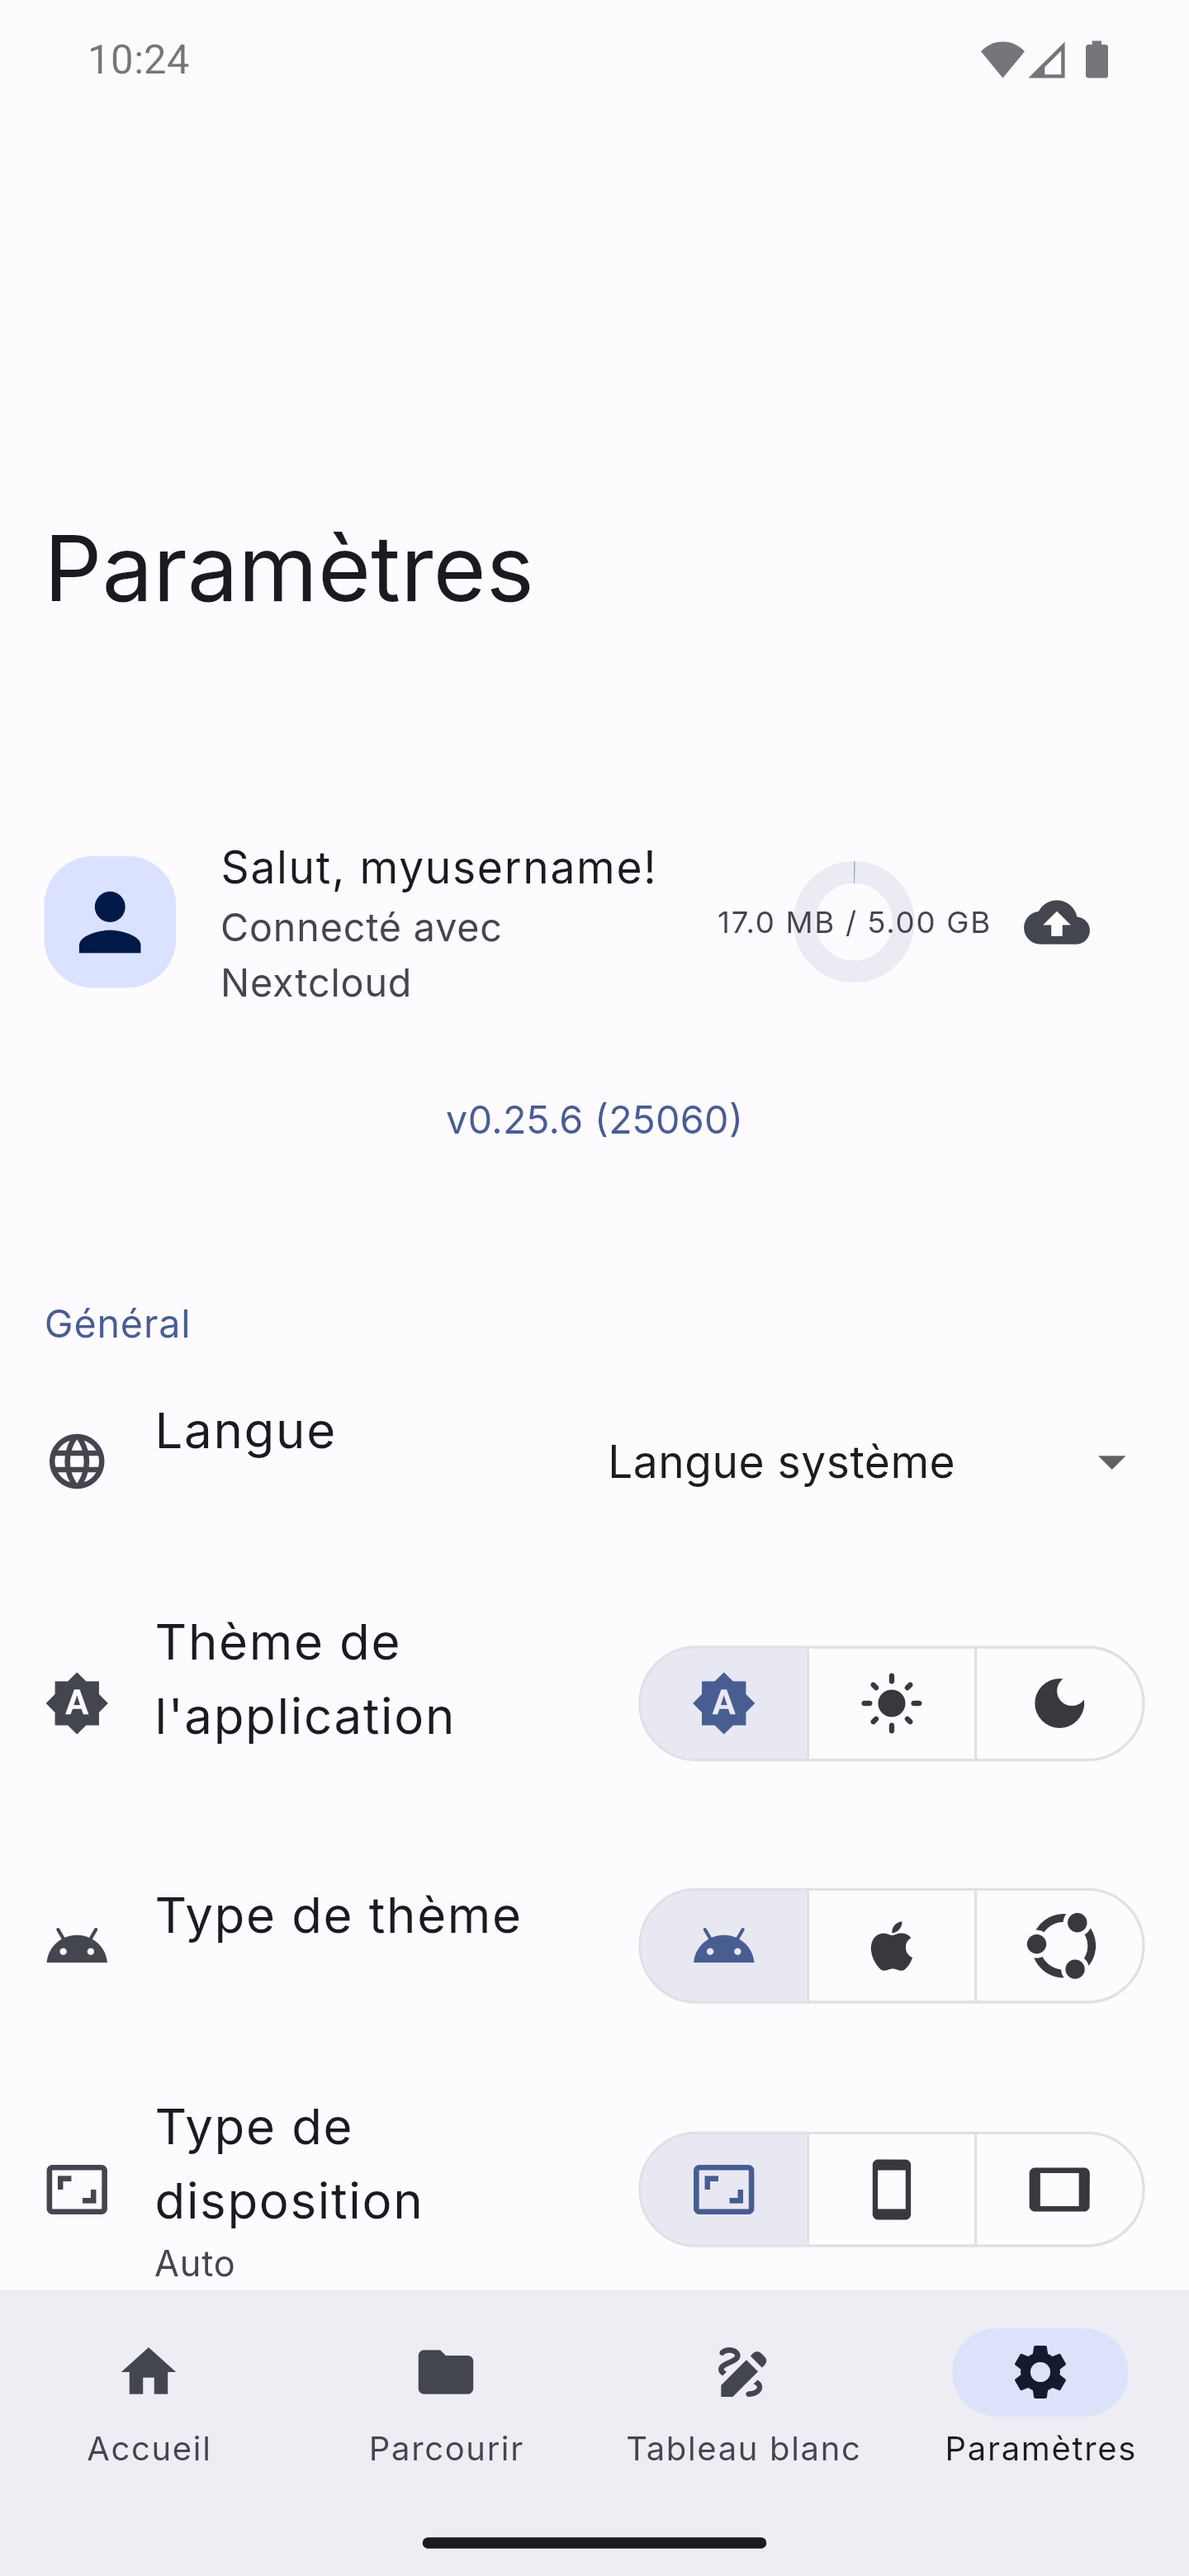 10:24
Paramètres
Salut, myusername!
Connecté avec
Nextcloud
17.0 MB / 5.00 GB
v0.25.6 (25060)
Général
Langue
Langue système
Thème de
l'application
A
A
Type de thème
Type de
disposition
Auto
Accueil
Parcourir
Tableau blanc
Paramètres